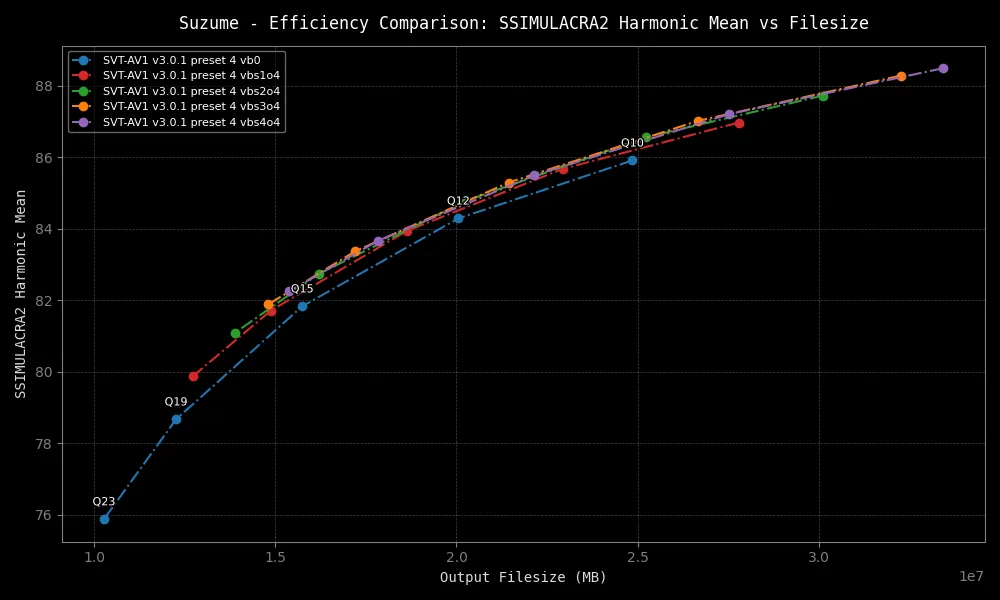 Suzume - Efficiency Comparison: SSIMULACRA2 Harmonic Mean vs Filesize
SVT-AV1 v3.0.1 preset 4 vb0
SVT-AV1 v3.0.1 preset 4 vbs1o4
SVT-AV1 v3.0.1 preset 4 vbs2o4
SVT-AV1 v3.0.1 preset 4 vbs3o4
SVT-AV1 v3.0.1 preset 4 vbs4o4
SSIMULACRA2 Harmonic Mean
88
86
84
82
80
78
76
Q10
Q12
Q15
Q19
Q23
1.0
1.5
2.0
2.5
3.0
1e7
Output Filesize (MB)